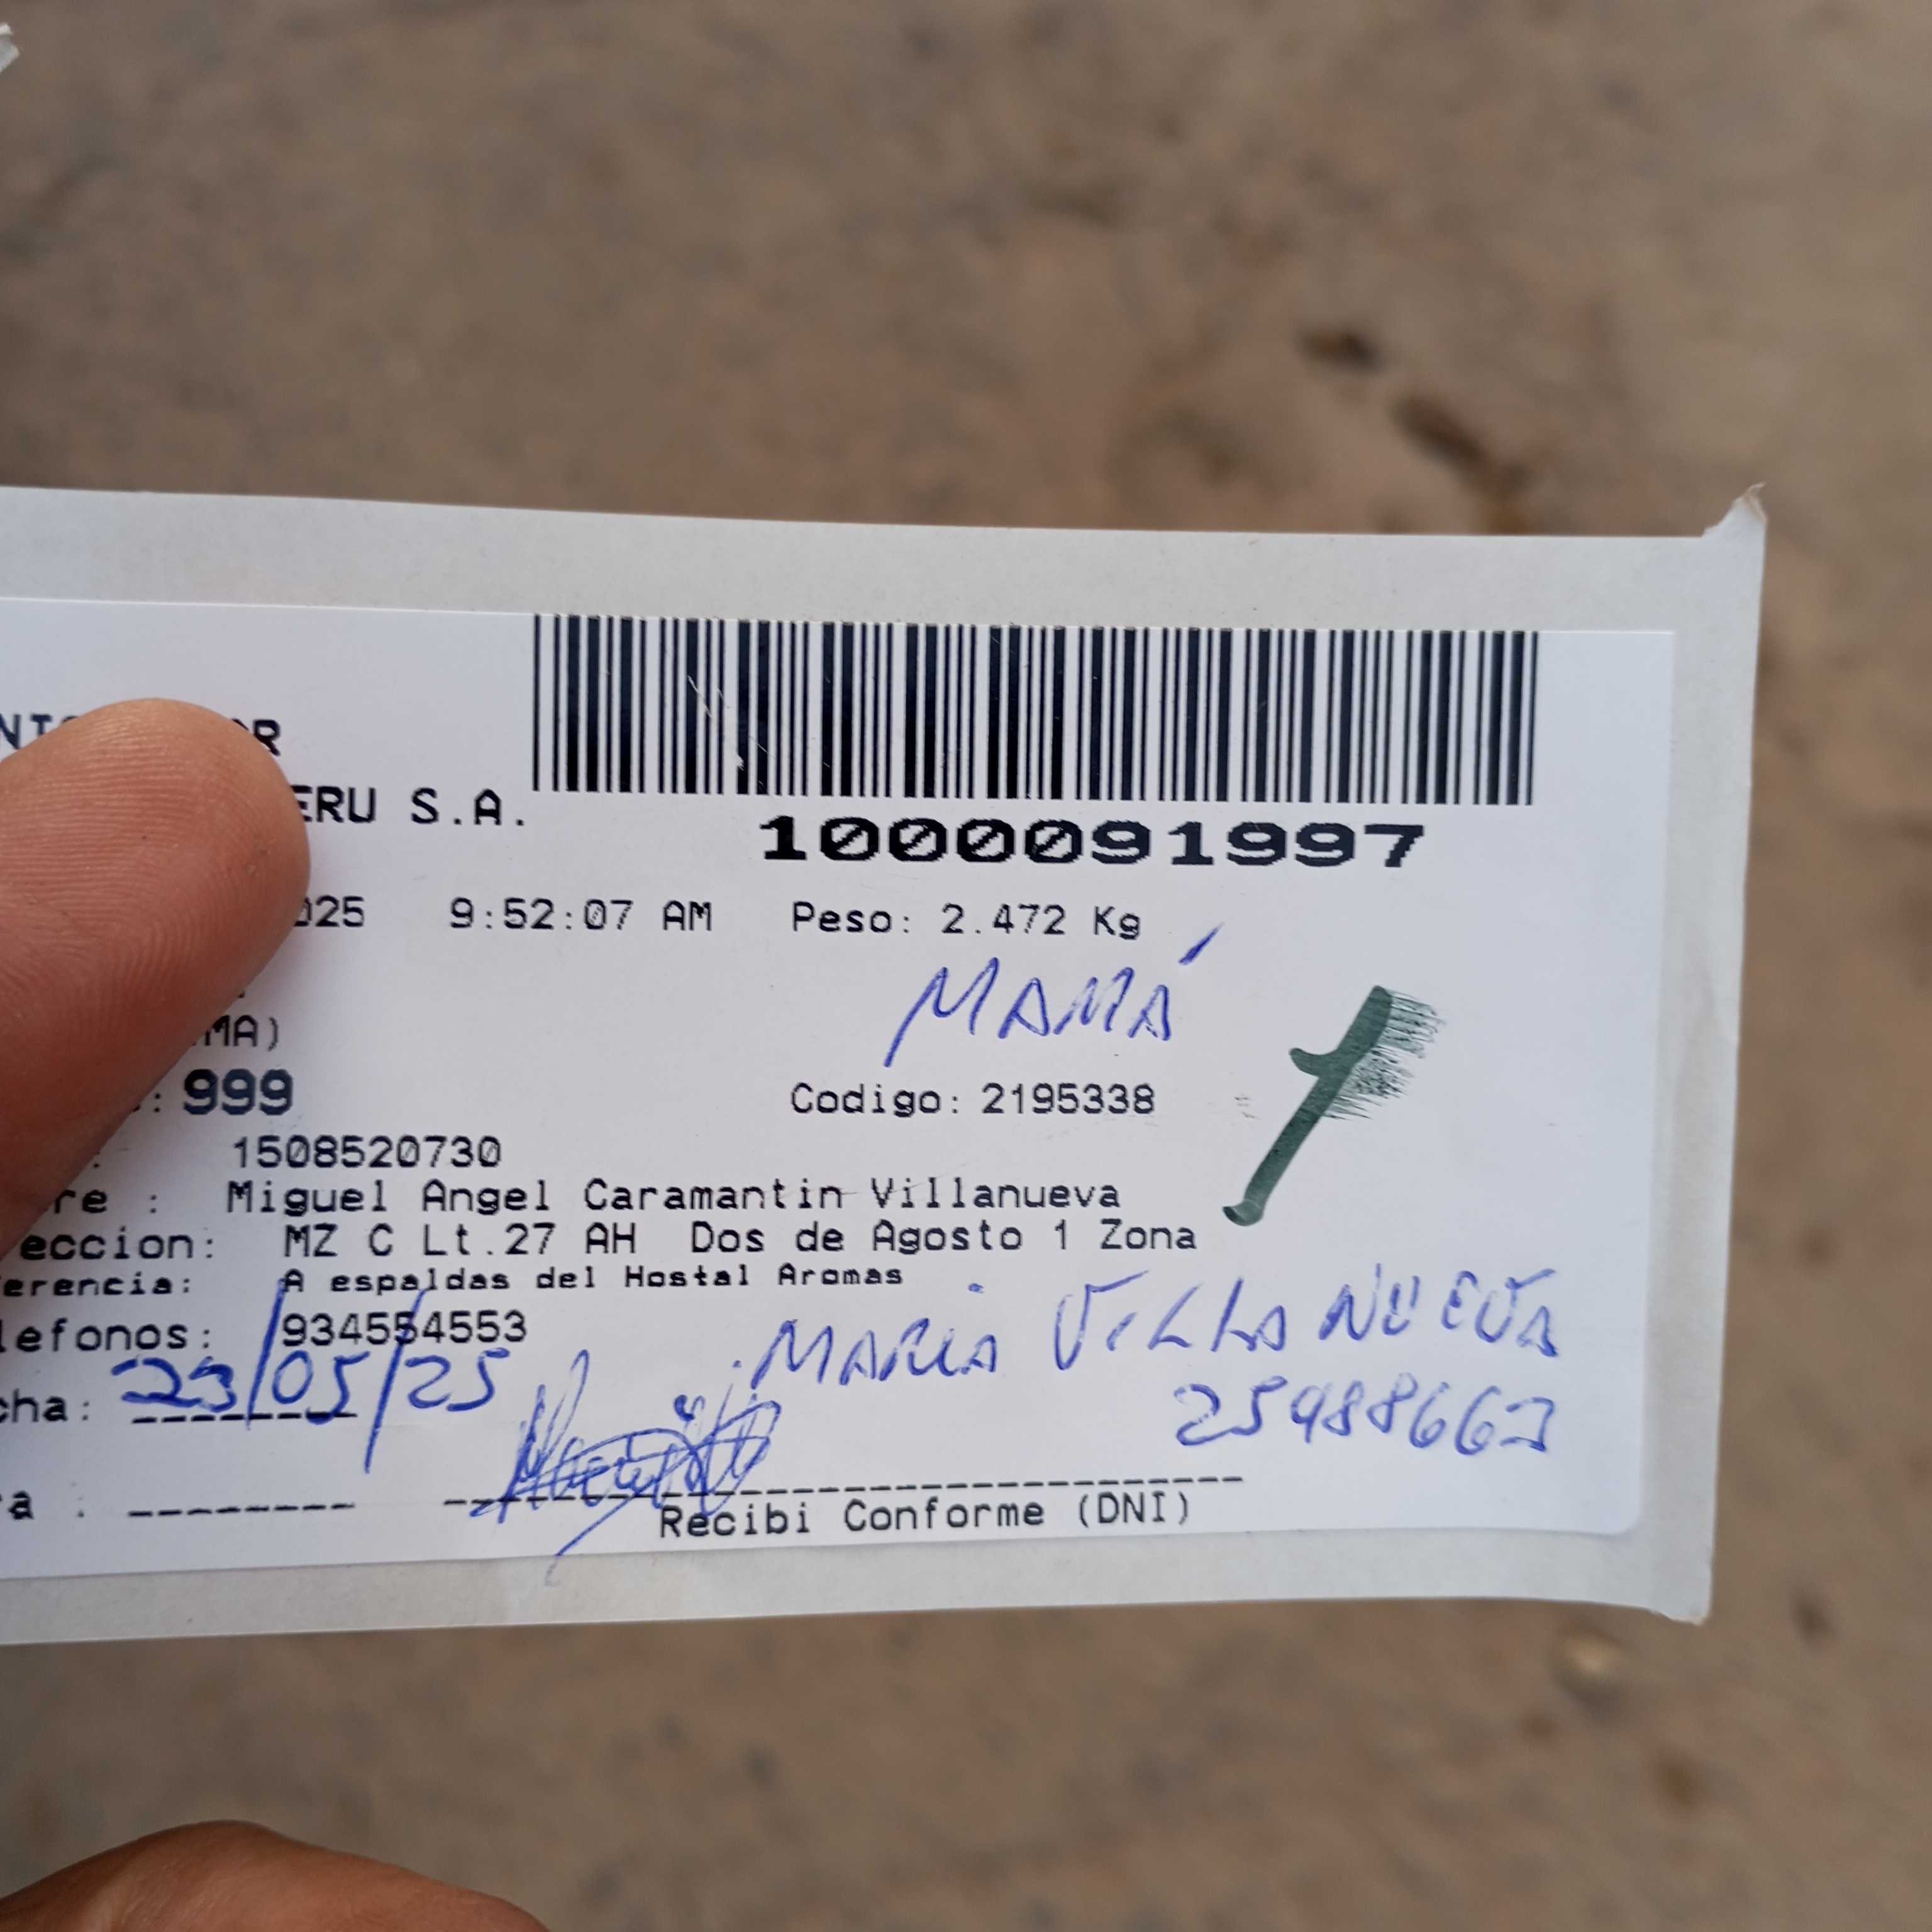 ERU S.A.
1000091997
025 9:52:07 AM Peso: 2.472 Kg
MAMÁ
MA)
: 999 Codigo: 2195338
: 1508520730
re : Miguel Angel Caramantin Villanueva
eccion: MZ C Lt.27 AH Dos de Agosto 1 Zona
erencia: A espaldas del Hostal Aromas
lefonos: 934554553
MARIA VILLANUEVA
cha: 23/05/25
ra :
Recibi Conforme (DNI)